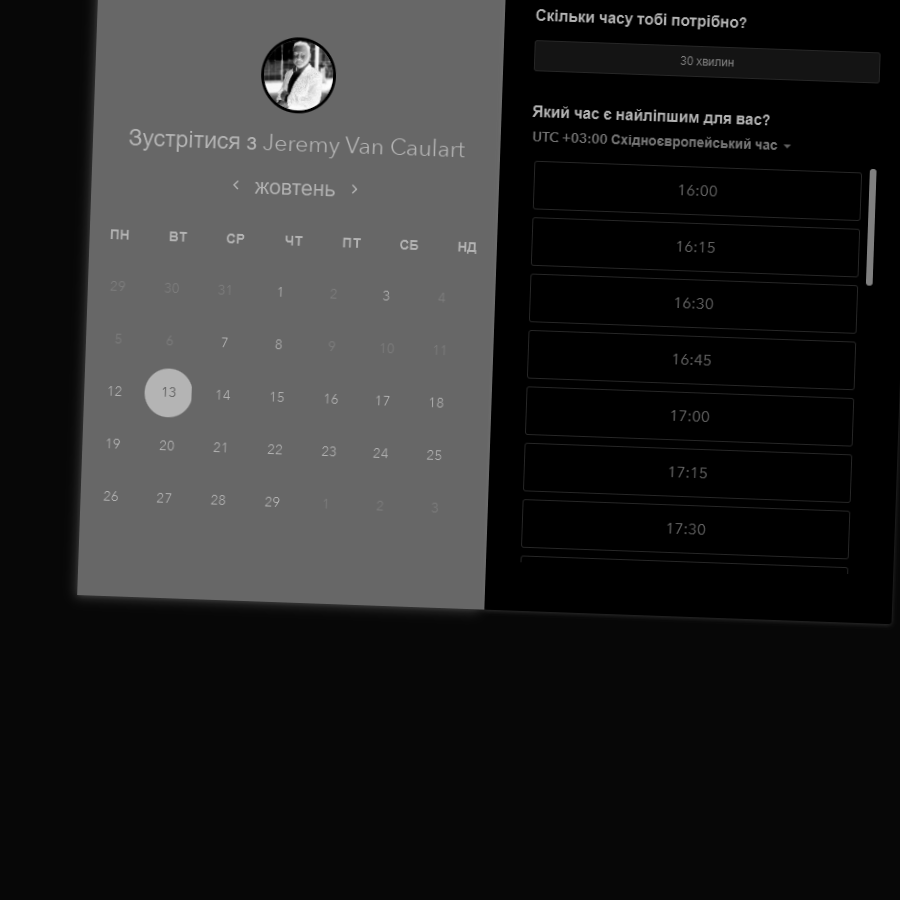 Зустрітися з Jeremy Van Caulart
жовтень
ПН ВТ СР ЧТ ПТ СБ НД
29 30 31 1 2 3 4
5 6 7 8 9 10 11
12 13 14 15 16 17 18
19 20 21 22 23 24 25
26 27 28 29 1 2 3
Скільки часу тобі потрібно?
30 хвилин
Який час є найліпшим для вас?
UTC +03:00 Східноєвропейський час
16:00
16:15
16:30
16:45
17:00
17:15
17:30